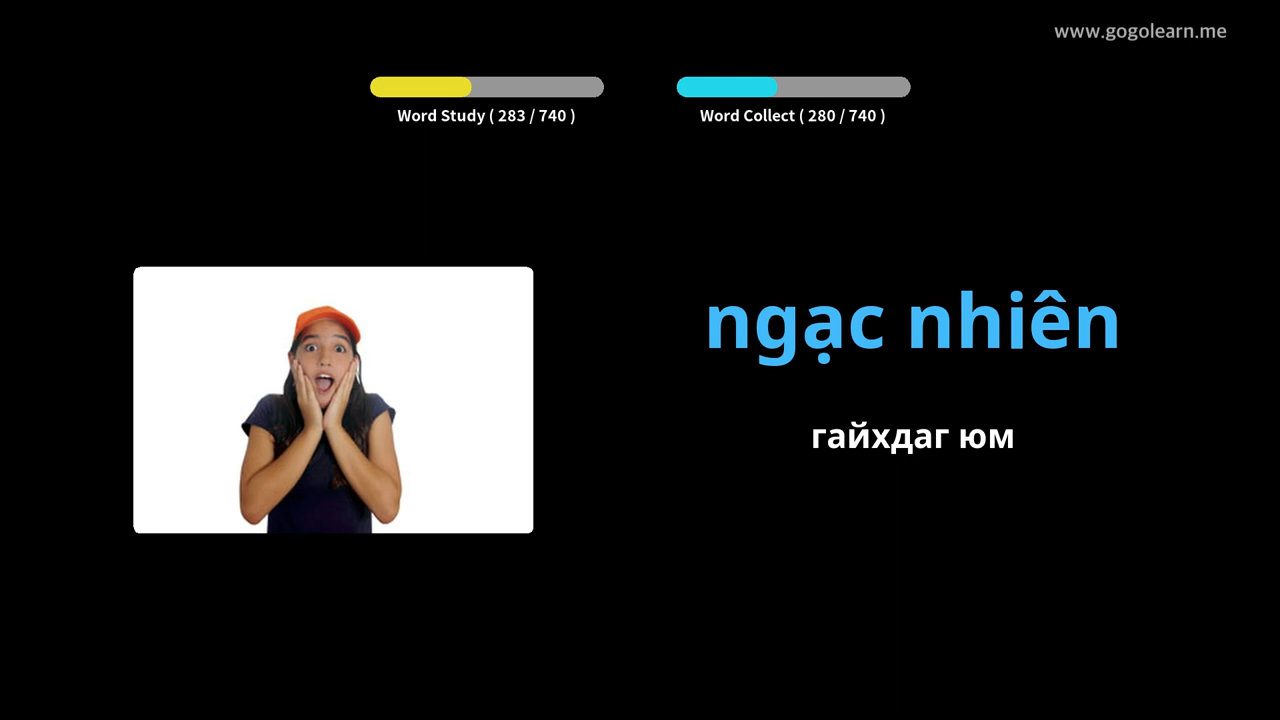 www.gogolearn.me
Word Study ( 283 / 740 )
Word Collect ( 280 / 740 )
ngạc nhiên
гайхдаг юм